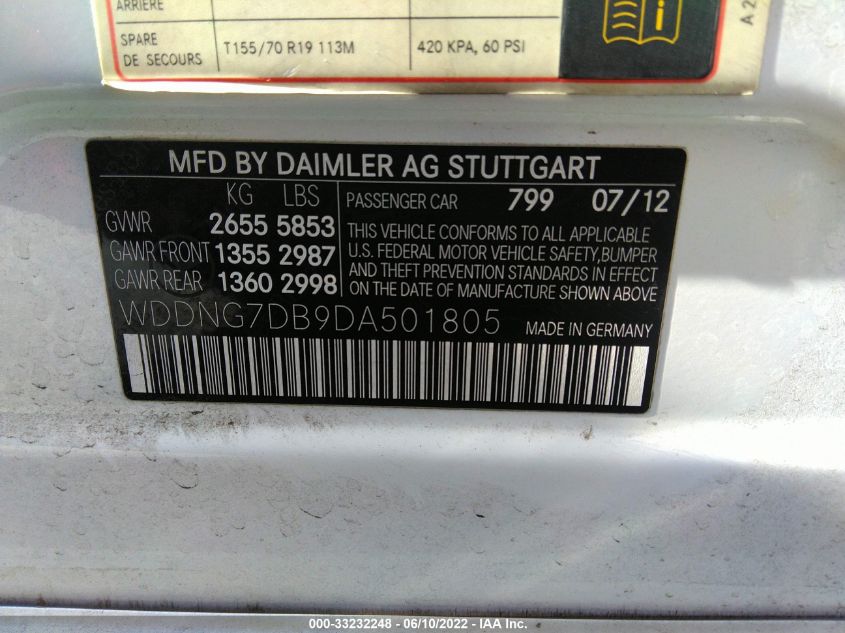 ARRIERE
SPARE
DE SECOURS
T155/70 R19 113M
420 KPA, 60 PSI
A 2
MFD BY DAIMLER AG STUTTGART
KG LBS
GVWR 2655 5853
GAWR FRONT 1355 2987
GAWR REAR 1360 2998
PASSENGER CAR 799 07/12
THIS VEHICLE CONFORMS TO ALL APPLICABLE
U.S. FEDERAL MOTOR VEHICLE SAFETY,BUMPER
AND THEFT PREVENTION STANDARDS IN EFFECT
ON THE DATE OF MANUFACTURE SHOWN ABOVE
WDDNG7DB9DA501805 MADE IN GERMANY
000-33232248 - 06/10/2022 - IAA Inc.